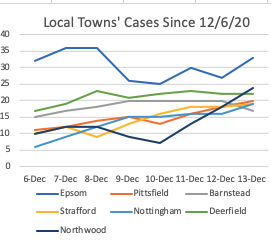 Local Towns' Cases Since 12/6/20
40
35
30
25
20
15
10
5
0
6-Dec 7-Dec 8-Dec 9-Dec 10-Dec 11-Dec 12-Dec 13-Dec
Epsom Pittsfield Barnstead
Strafford Nottingham Deerfield
Northwood